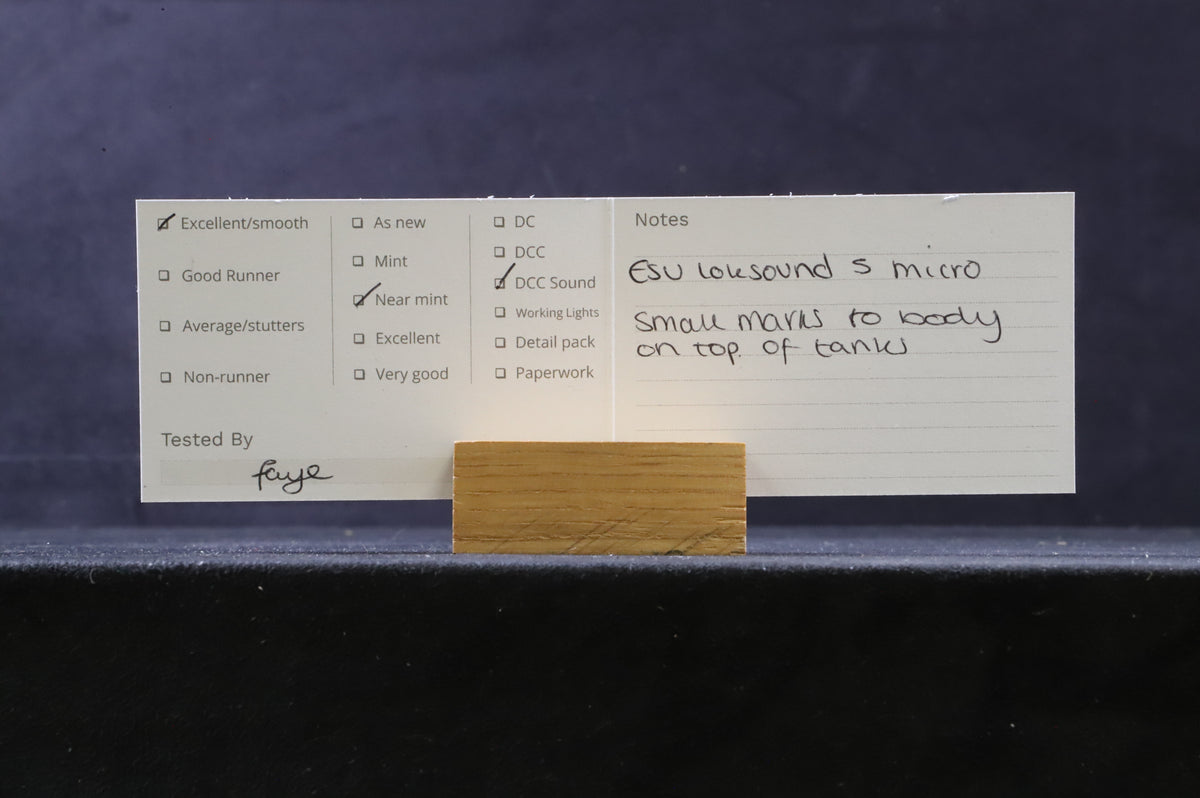 Excellent/smooth
Good Runner
Average/stutters
Non-runner
As new
Mint
Near mint
Excellent
Very good
DC
DCC
DCC Sound
Working Lights
Detail pack
Paperwork
Tested By
faye
Notes
ESU loksound 5 micro
Small marks to body
on top of tanks